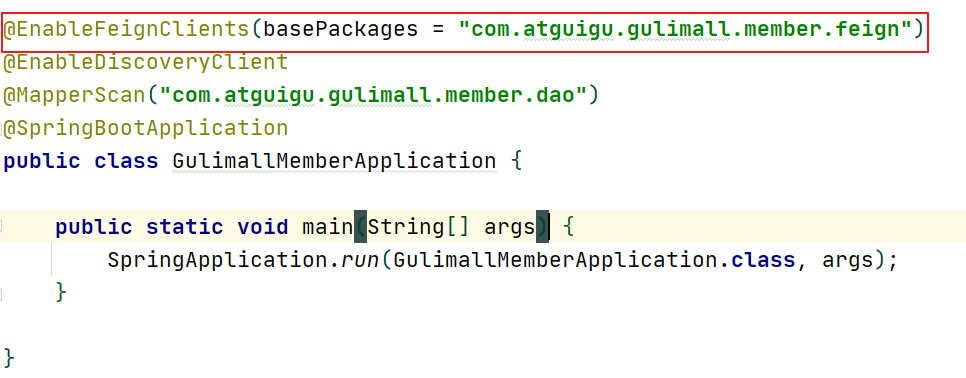 @EnableFeignClients(basePackages = "com.atguigu.gulimall.member.feign")
@EnableDiscoveryClient
@MapperScan("com.atguigu.gulimall.member.dao")
@SpringBootApplication
public class GulimallMemberApplication {
public static void main(String[] args) {
SpringApplication.run(GulimallMemberApplication.class, args);
}
}